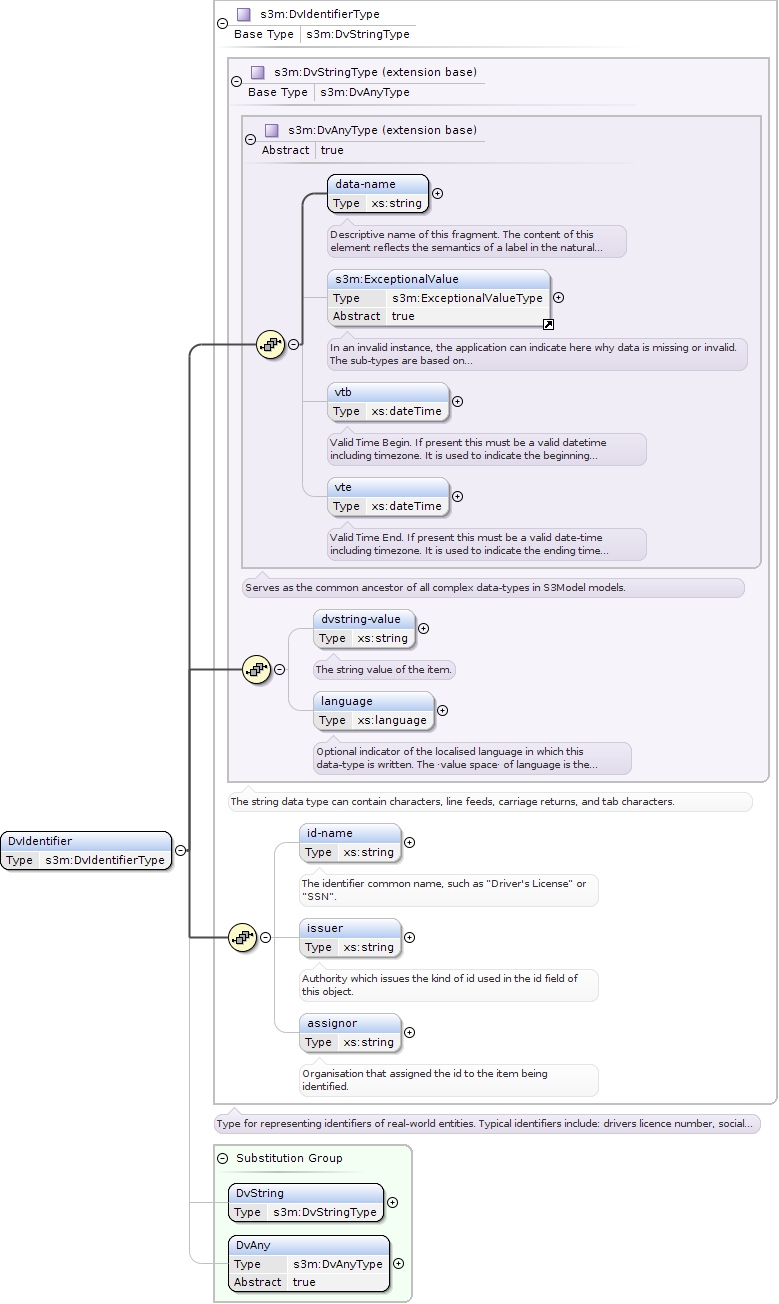 s3m:DvIdentifierType
Base Type s3m:DvStringType
s3m:DvStringType (extension base)
Base Type s3m:DvAnyType
s3m:DvAnyType (extension base)
Abstract true
data-name
Type xs:string
Descriptive name of this fragment. The content of this
element reflects the semantics of a label in the natural...
s3m:ExceptionalValue
Type s3m:ExceptionalValueType
Abstract true
In an invalid instance, the application can indicate here why data is missing or invalid.
The sub-types are based on...
vtb
Type xs:dateTime
Valid Time Begin. If present this must be a valid datetime
including timezone. It is used to indicate the beginning...
vte
Type xs:dateTime
Valid Time End. If present this must be a valid date-time
including timezone. It is used to indicate the ending time...
Serves as the common ancestor of all complex data-types in S3Model models.
dvstring-value
Type xs:string
The string value of the item.
language
Type xs:language
Optional indicator of the localised language in which this
data-type is written. The ·value space· of language is the...
The string data type can contain characters, line feeds, carriage returns, and tab characters.
DvIdentifier
Type s3m:DvIdentifierType
id-name
Type xs:string
The identifier common name, such as "Driver's License" or
"SSN".
issuer
Type xs:string
Authority which issues the kind of id used in the id field of
this object.
assignor
Type xs:string
Organisation that assigned the id to the item being
identified.
Type for representing identifiers of real-world entities. Typical identifiers include: drivers licence number, social...
Substitution Group
DvString
Type s3m:DvStringType
DvAny
Type s3m:DvAnyType
Abstract true